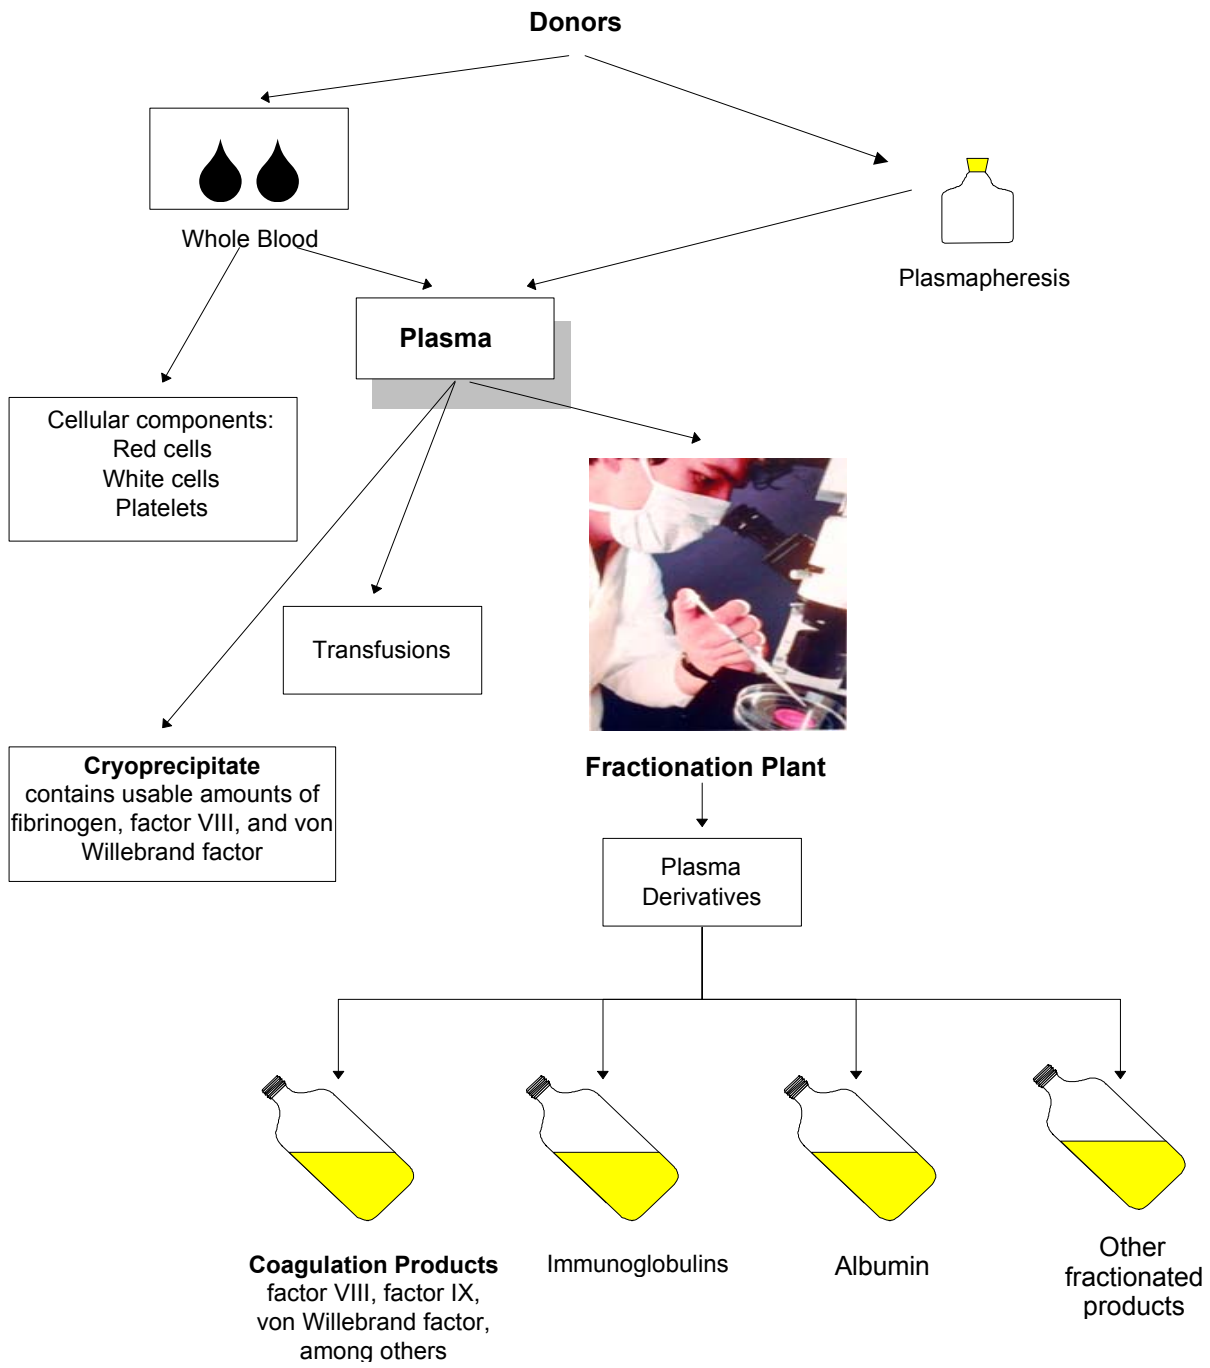 Donors
Whole Blood
Plasmapheresis
Plasma
Cellular components:
Red cells
White cells
Platelets
Transfusions
Cryoprecipitate
contains usable amounts of
fibrinogen, factor VIII, and von
Willebrand factor
Fractionation Plant
Plasma
Derivatives
Coagulation Products
factor VIII, factor IX,
von Willebrand factor,
among others
Immunoglobulins
Albumin
Other
fractionated
products